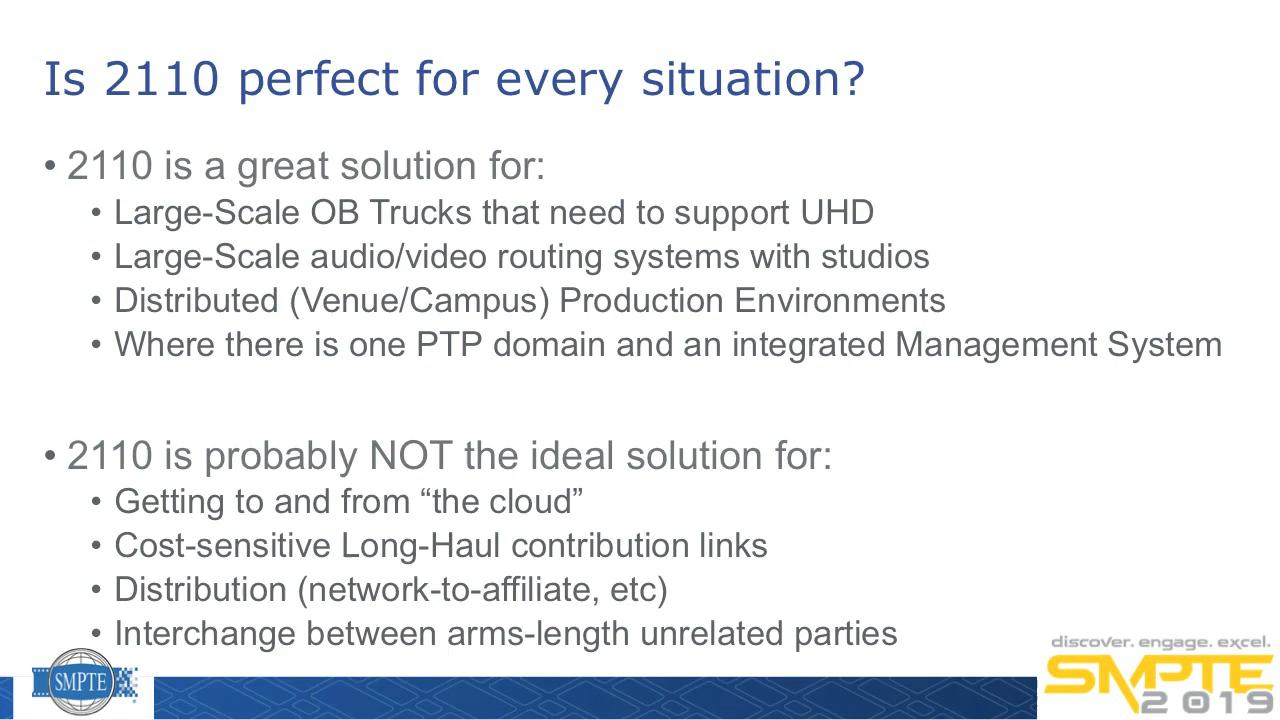 Is 2110 perfect for every situation?
• 2110 is a great solution for:
• Large-Scale OB Trucks that need to support UHD
• Large-Scale audio/video routing systems with studios
• Distributed (Venue/Campus) Production Environments
• Where there is one PTP domain and an integrated Management System
• 2110 is probably NOT the ideal solution for:
• Getting to and from “the cloud”
• Cost-sensitive Long-Haul contribution links
• Distribution (network-to-affiliate, etc)
• Interchange between arms-length unrelated parties
SMPTE
discover. engage. excel.
SMPTE
2019